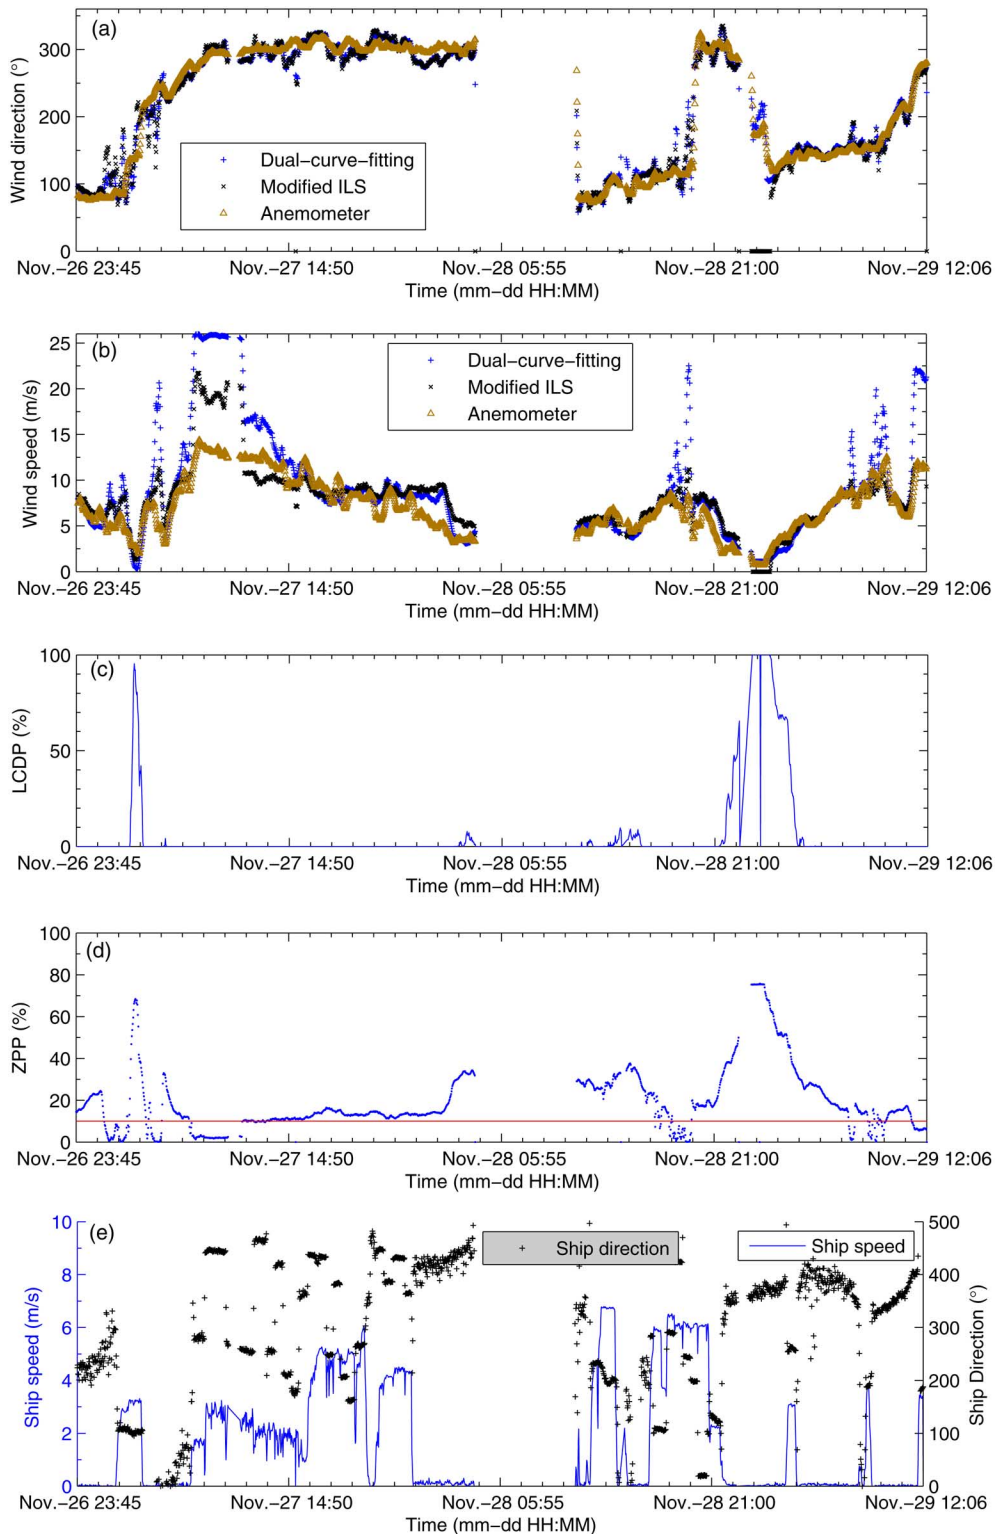 (a)
Wind direction (°)
300
200
100
0
Dual−curve−fitting
Modified ILS
Anemometer
Nov.−26 23:45 Nov.−27 14:50 Nov.−28 05:55 Nov.−28 21:00 Nov.−29 12:06
Time (mm−dd HH:MM)
(b)
Wind speed (m/s)
25
20
15
10
5
0
Dual−curve−fitting
Modified ILS
Anemometer
Nov.−26 23:45 Nov.−27 14:50 Nov.−28 05:55 Nov.−28 21:00 Nov.−29 12:06
Time (mm−dd HH:MM)
(c)
LCDP (%)
100
50
0
Nov.−26 23:45 Nov.−27 14:50 Nov.−28 05:55 Nov.−28 21:00 Nov.−29 12:06
Time (mm−dd HH:MM)
(d)
ZPP (%)
100
80
60
40
20
0
Nov.−26 23:45 Nov.−27 14:50 Nov.−28 05:55 Nov.−28 21:00 Nov.−29 12:06
Time (mm−dd HH:MM)
(e)
Ship speed (m/s)
10
8
6
4
2
0
Ship direction
Ship speed
500
400
300
200
100
0
Ship Direction (°)
Nov.−26 23:45 Nov.−27 14:50 Nov.−28 05:55 Nov.−28 21:00 Nov.−29 12:06
Time (mm−dd HH:MM)